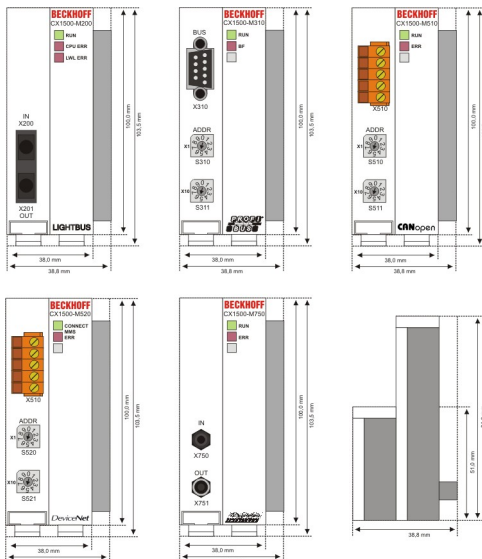 BECKHOFF
CX1500-M200
RUN
CPU ERR
LWL ERR
IN
X200
X201
OUT
LIGHTBUS
100,0 mm
103,5 mm
38,0 mm
38,8 mm
BECKHOFF
CX1500-M310
BUS
RUN
BF
X310
ADDR
X1
S310
X10
S311
PROFI
BUS
100,0 mm
103,5 mm
38,0 mm
38,8 mm
BECKHOFF
CX1500-M510
RUN
ERR
X510
ADDR
X1
S510
X10
S511
CANopen
100,0 mm
103,5 mm
38,0 mm
38,8 mm
BECKHOFF
CX1500-M520
CONNECT
MMS
ERR
X510
ADDR
X1
S520
X10
S521
DeviceNet
100,0 mm
103,5 mm
38,0 mm
BECKHOFF
CX1500-M750
RUN
ERR
IN
X750
OUT
X751
100,0 mm
103,5 mm
38,0 mm
51,0 mm
38,8 mm